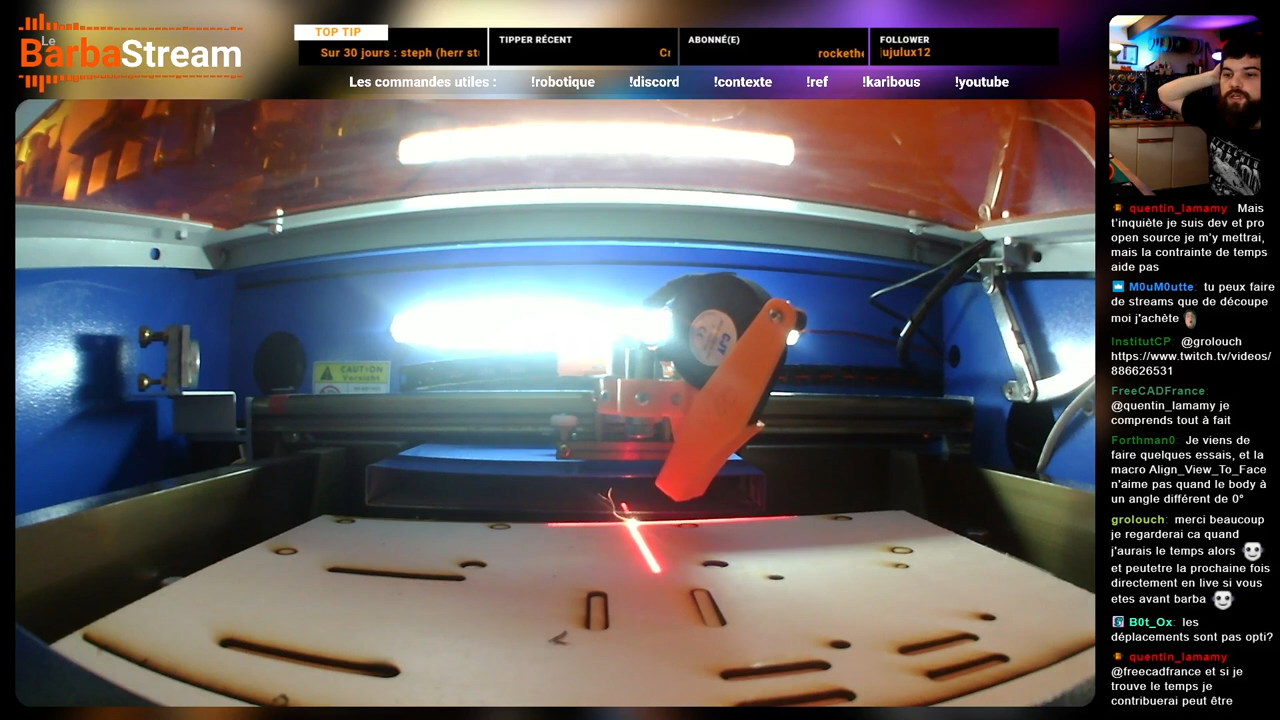 Le
BarbaStream
TOP TIP
Sur 30 jours : steph (herr st
TIPPER RÉCENT
ABONNÉ(E)
rocketh
FOLLOWER
ujulux12
Les commandes utiles : !robotique !discord !contexte !ref !karibous !youtube
CAUTION
Vorsicht
CJT
quentin_lamamy: Mais
t'inquiète je suis dev et pro
open source je m'y mettrai,
mais la contrainte de temps
aide pas
M0uM0utte: tu peux faire
de streams que de découpe
moi j'achète
InstitutCP: @grolouch
https://www.twitch.tv/videos/
886626531
FreeCADFrance:
@quentin_lamamy je
comprends tout à fait
Forthman0: Je viens de
faire quelques essais, et la
macro Align_View_To_Face
n'aime pas quand le body à
un angle différent de 0°
grolouch: merci beaucoup
je regarderai ca quand
j'aurais le temps alors
et peutetre la prochaine fois
directement en live si vous
etes avant barba
B0t_Ox: les
déplacements sont pas opti?
quentin_lamamy
@freecadfrance et si je
trouve le temps je
contribuerai peut être